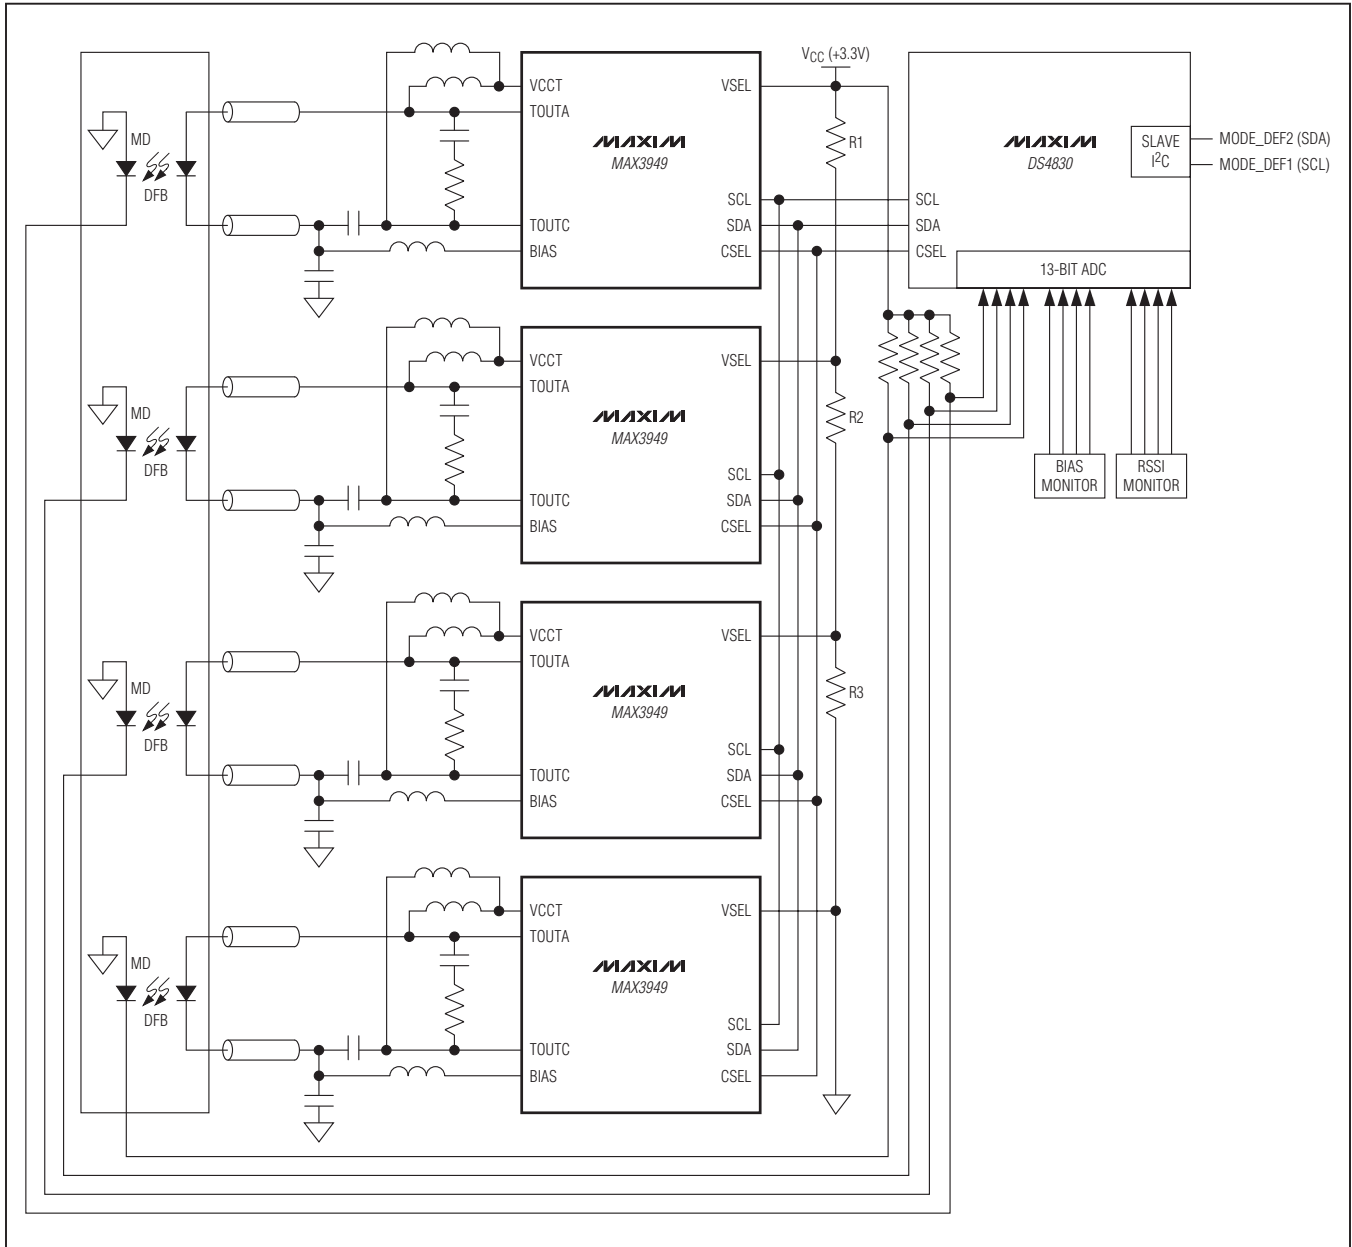 VCC (+3.3V)
VCCT
TOUTA
VSEL
MAXIM
MAX3949
SCL
SDA
CSEL
TOUTC
BIAS
MD
DFB
R1
MAXIM
DS4830
SLAVE
I2C
MODE_DEF2 (SDA)
MODE_DEF1 (SCL)
SCL
SDA
CSEL
13-BIT ADC
BIAS
MONITOR
RSSI
MONITOR
VCCT
TOUTA
VSEL
MAXIM
MAX3949
SCL
SDA
CSEL
TOUTC
BIAS
MD
DFB
R2
VCCT
TOUTA
VSEL
MAXIM
MAX3949
SCL
SDA
CSEL
TOUTC
BIAS
MD
DFB
R3
VCCT
TOUTA
VSEL
MAXIM
MAX3949
SCL
SDA
CSEL
TOUTC
BIAS
MD
DFB